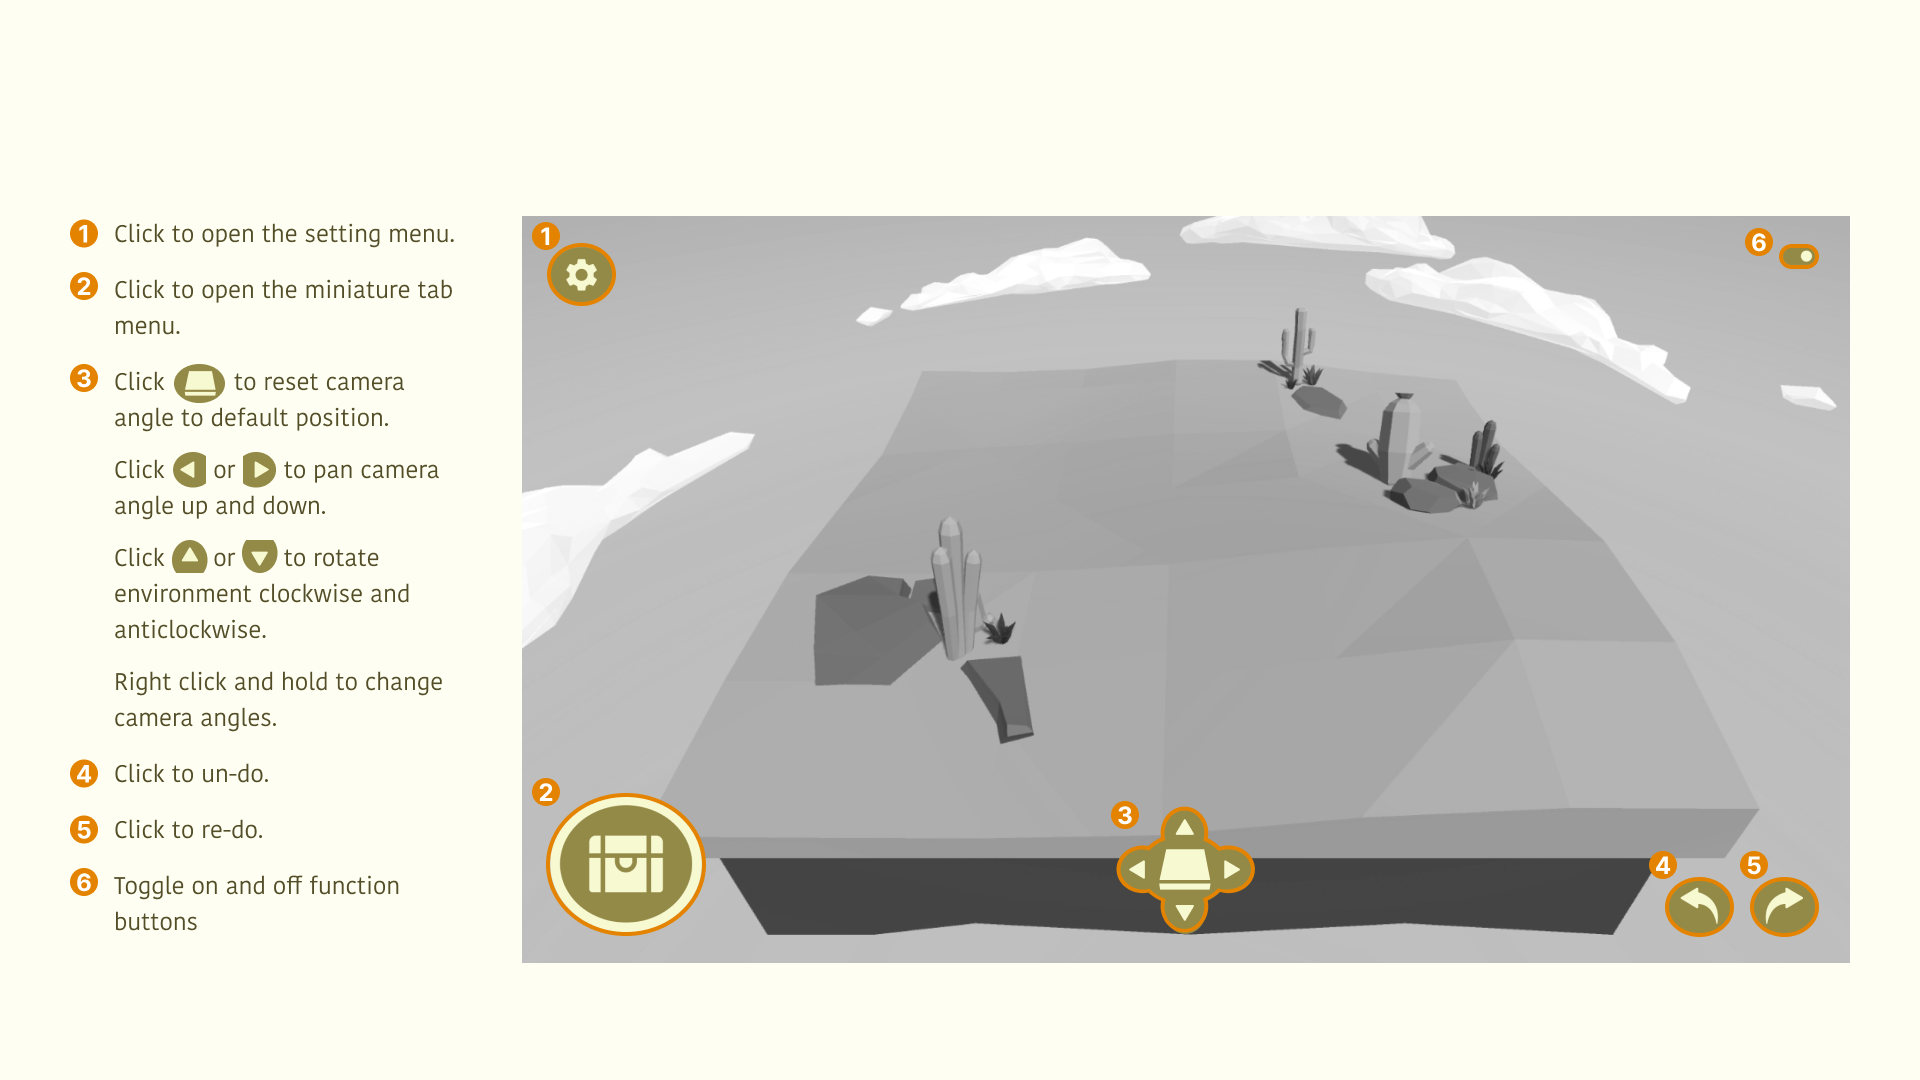 1 Click to open the setting menu.
2 Click to open the miniature tab
menu.
3 Click to reset camera
angle to default position.
Click or to pan camera
angle up and down.
Click or to rotate
environment clockwise and
anticlockwise.
Right click and hold to change
camera angles.
4 Click to un-do.
5 Click to re-do.
6 Toggle on and off function
buttons
1
6
2
3
4
5